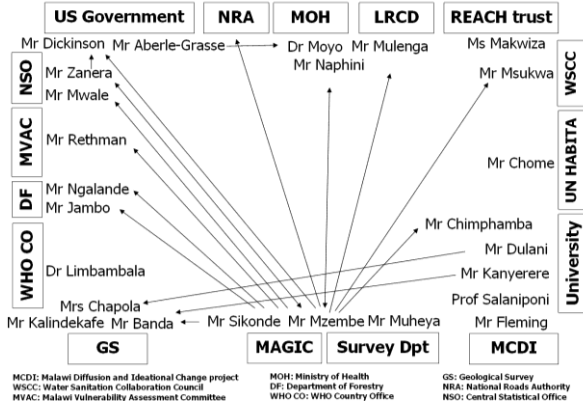 US Government NRA MOH LRCD REACH trust
Mr Dickinson Mr Aberle-Grasse Dr Moyo Mr Mulenga Ms Makwiza
Mr Naphini
NSO
Mr Zanera
Mr Mwale
Mr Msukwa
WSCC
MVAC
Mr Rethman
Mr Chome
UN HABITA
DF
Mr Ngalande
Mr Jambo
Mr Chimphamba
University
Mr Dulani
WHO CO
Dr Limbambala
Mr Kanyerere
Mrs Chapola
Prof Salaniponi
Mr Kalindekafe Mr Banda Mr Sikonde Mr Mzembe Mr Muheya Mr Fleming
GS MAGIC Survey Dpt MCDI
MCDI: Malawi Diffusion and Ideational Change project
WSCC: Water Sanitation Collaboration Council
MVAC: Malawi Vulnerability Assessment Committee
MOH: Ministry of Health
DF: Department of Forestry
WHO CO: WHO Country Office
GS: Geological Survey
NRA: National Roads Authority
NSO: Central Statistical Office